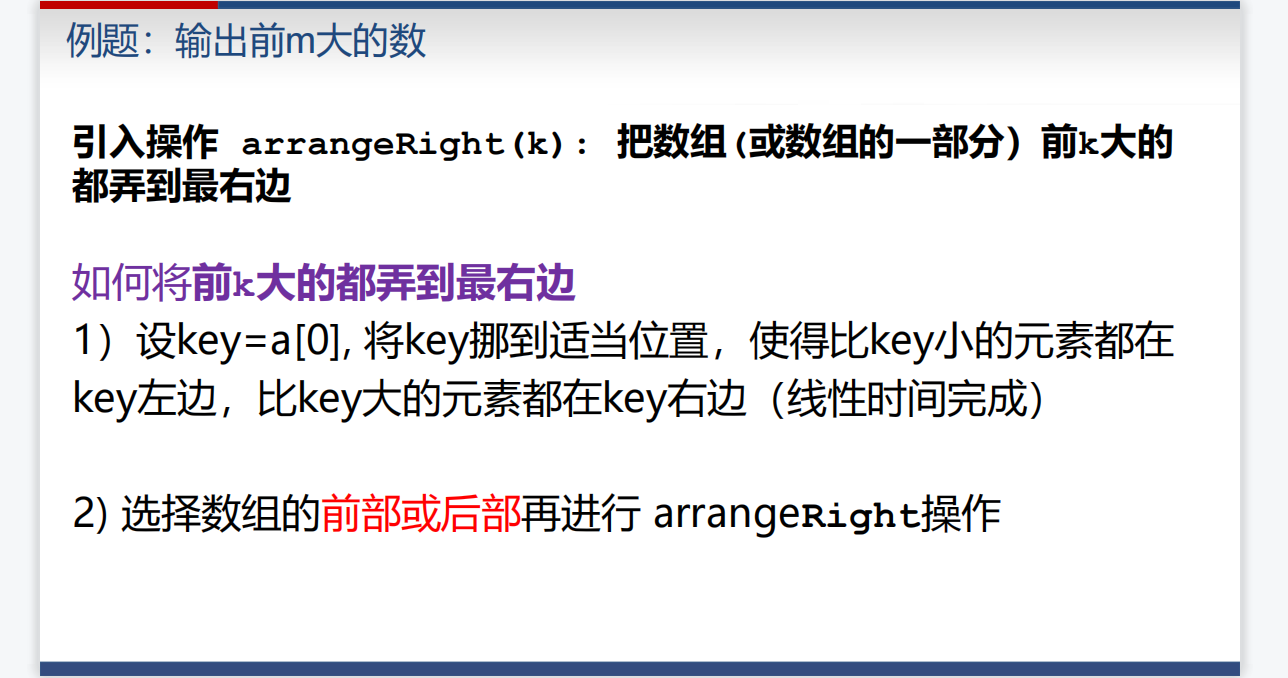 例题：输出前m大的数
引入操作 arrangeRight(k): 把数组(或数组的一部分）前k大的
都弄到最右边
如何将前k大的都弄到最右边
1）设key=a[0], 将key挪到适当位置，使得比key小的元素都在
key左边，比key大的元素都在key右边（线性时间完成）
2) 选择数组的前部或后部再进行 arrangeRight操作